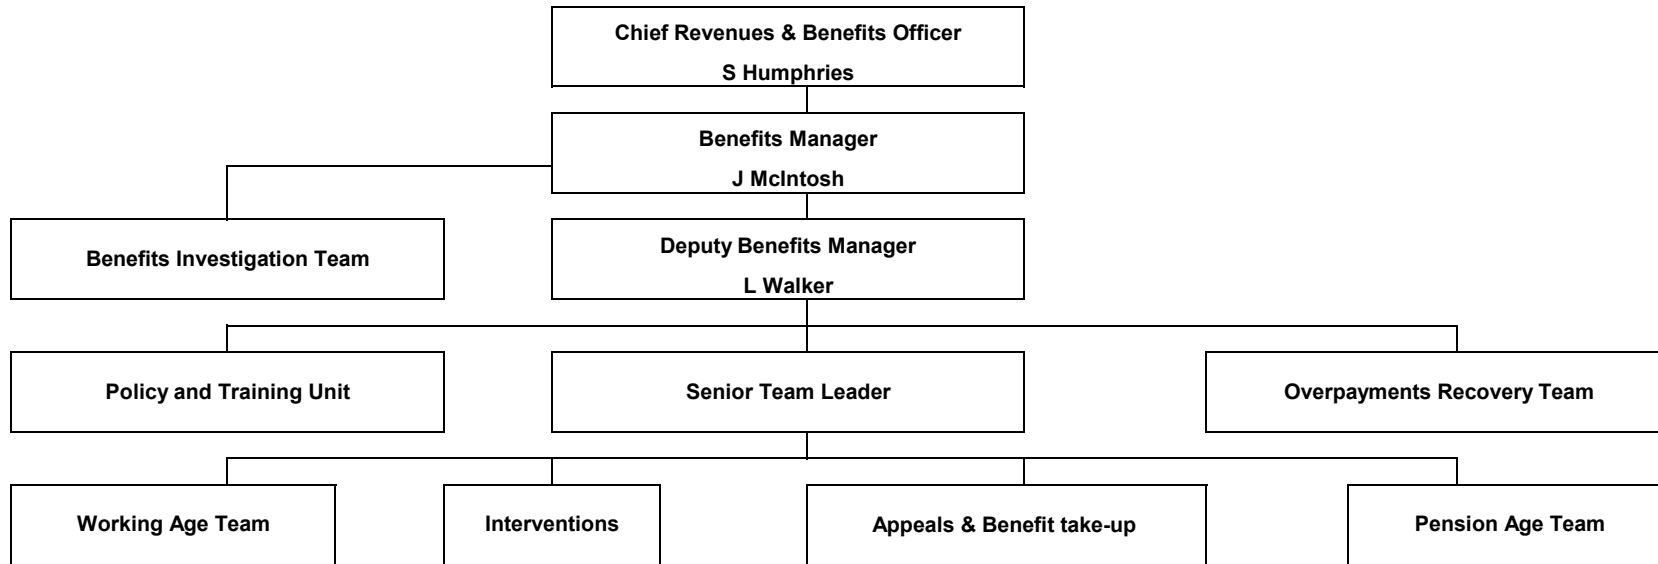 Chief Revenues & Benefits Officer
S Humphries
Benefits Manager
J McIntosh
Benefits Investigation Team
Deputy Benefits Manager
L Walker
Policy and Training Unit
Senior Team Leader
Overpayments Recovery Team
Working Age Team
Interventions
Appeals & Benefit take-up
Pension Age Team